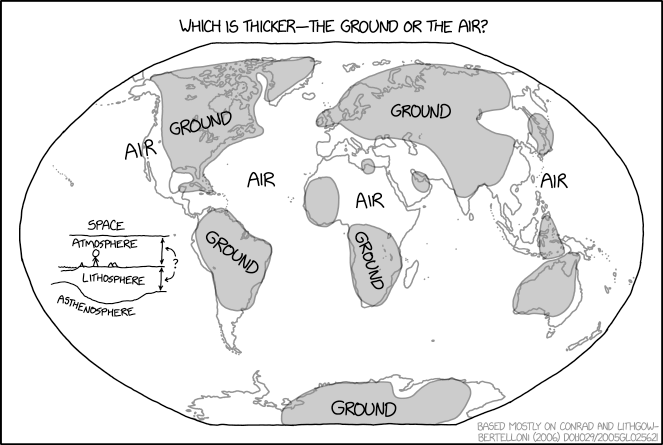 WHICH IS THICKER—THE GROUND OR THE AIR?
GROUND
GROUND
AIR
AIR
AIR
AIR
SPACE
ATMOSPHERE
?
LITHOSPHERE
ASTHENOSPHERE
GROUND
GROUND
GROUND
BASED MOSTLY ON CONRAD AND LITHGOW-
BERTELLONI (2006) DOI:10.1029/2005GL025621